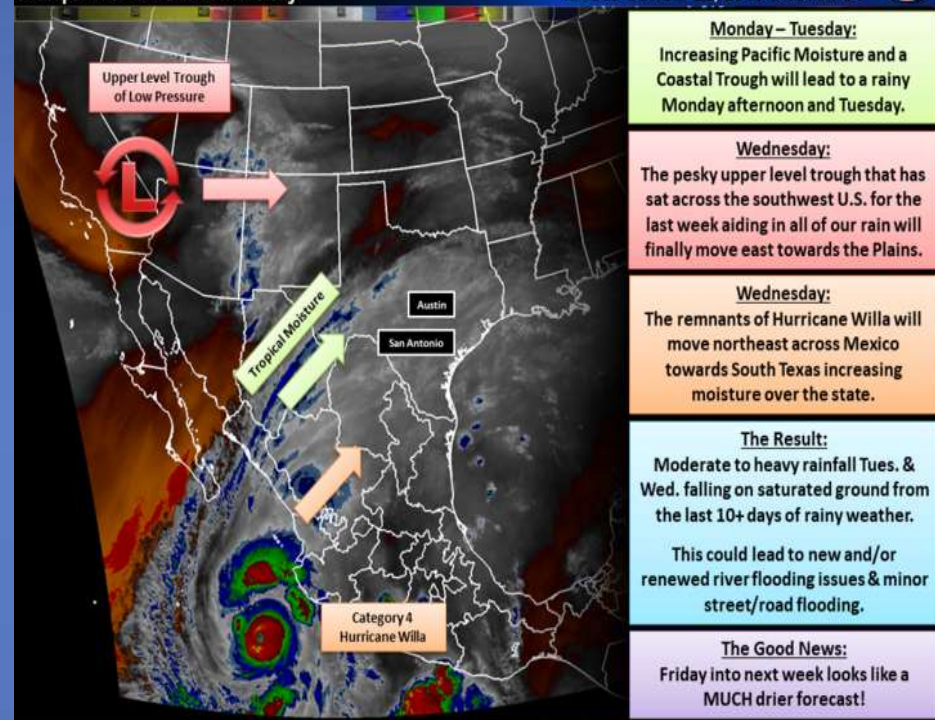 Upper Level Trough
of Low Pressure
L
Tropical Moisture
Austin
San Antonio
Category 4
Hurricane Willa
Monday – Tuesday:
Increasing Pacific Moisture and a
Coastal Trough will lead to a rainy
Monday afternoon and Tuesday.
Wednesday:
The pesky upper level trough that has
sat across the southwest U.S. for the
last week aiding in all of our rain will
finally move east towards the Plains.
Wednesday:
The remnants of Hurricane Willa will
move northeast across Mexico
towards South Texas increasing
moisture over the state.
The Result:
Moderate to heavy rainfall Tues. &
Wed. falling on saturated ground from
the last 10+ days of rainy weather.
This could lead to new and/or
renewed river flooding issues & minor
street/road flooding.
The Good News:
Friday into next week looks like a
MUCH drier forecast!